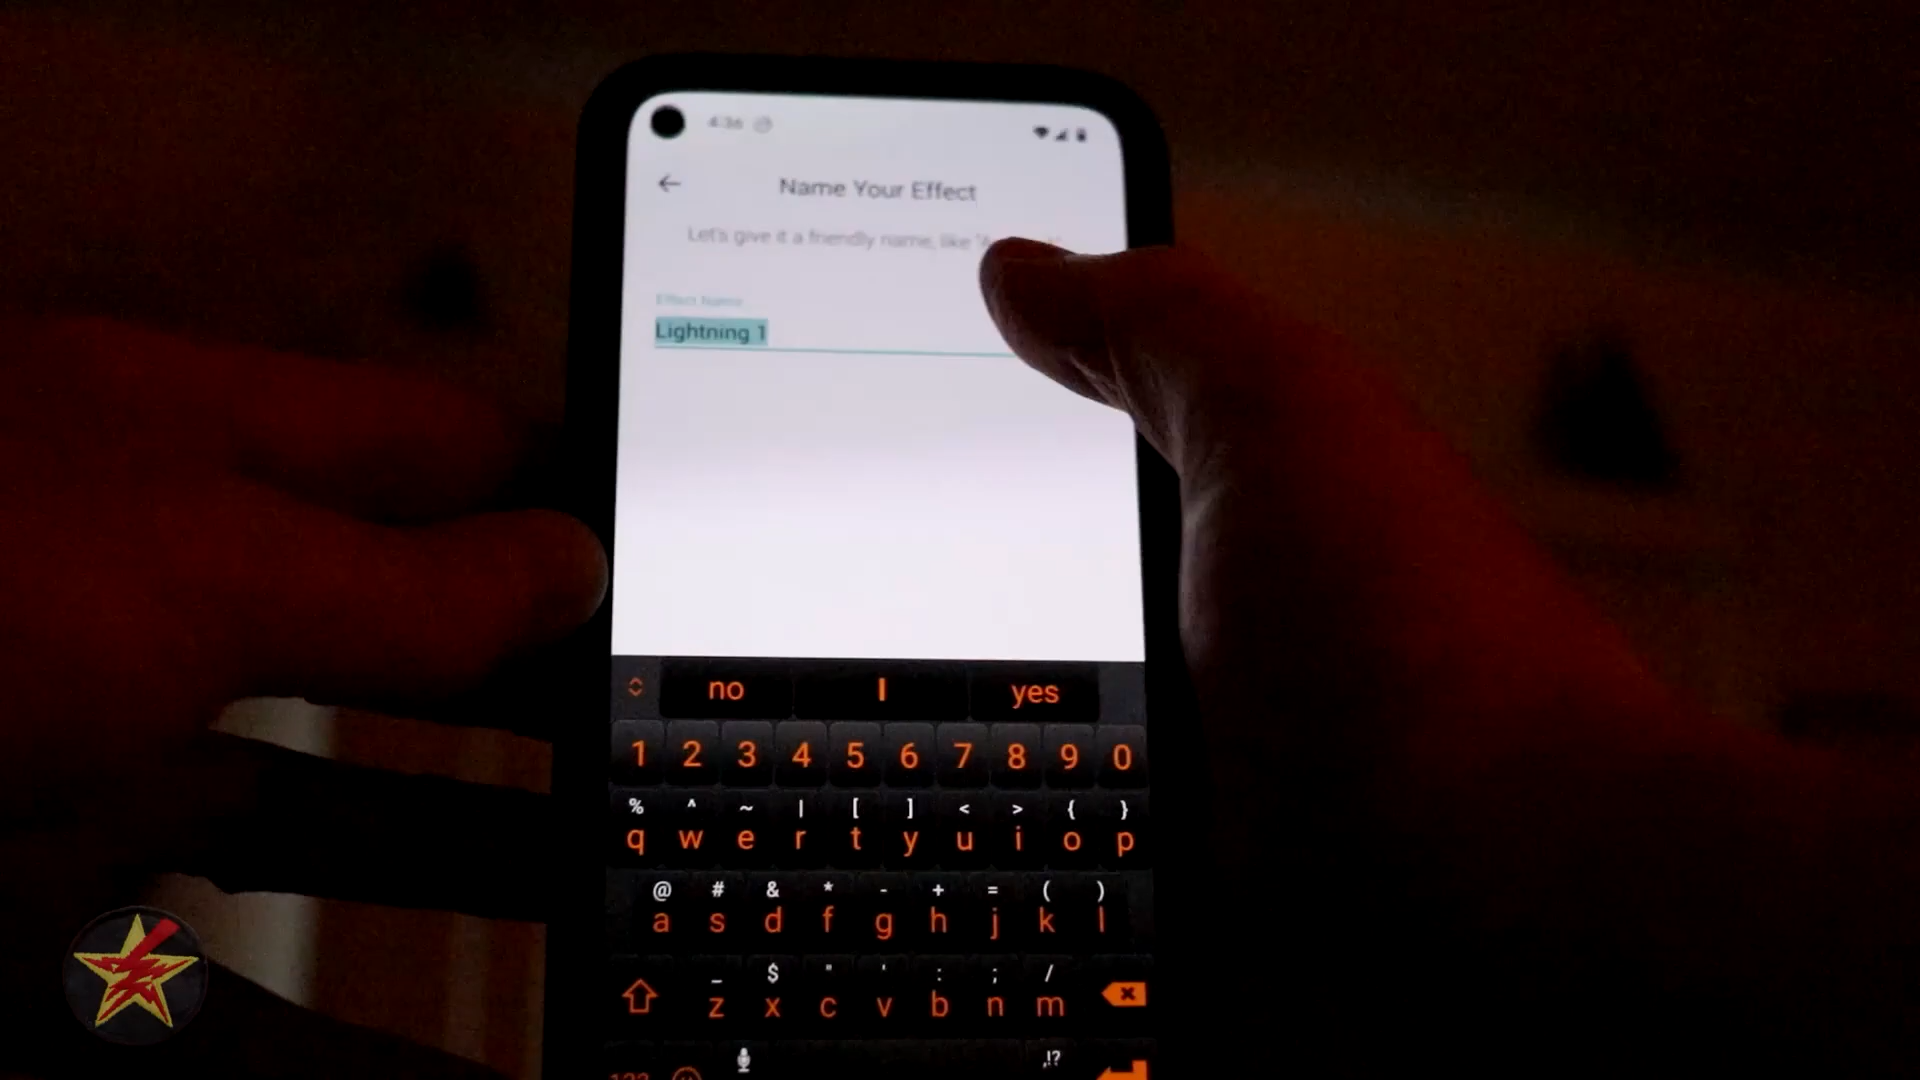 4:36
Name Your Effect
Let's give it a friendly name, like
Effect Name
Lightning 1
no I yes
1 2 3 4 5 6 7 8 9 0
% ^ ~ | [ ] < > { }
q w e r t y u i o p
@ # & * - + = ( )
a s d f g h j k l
_ $ " ' : ; /
z x c v b n m
,!?